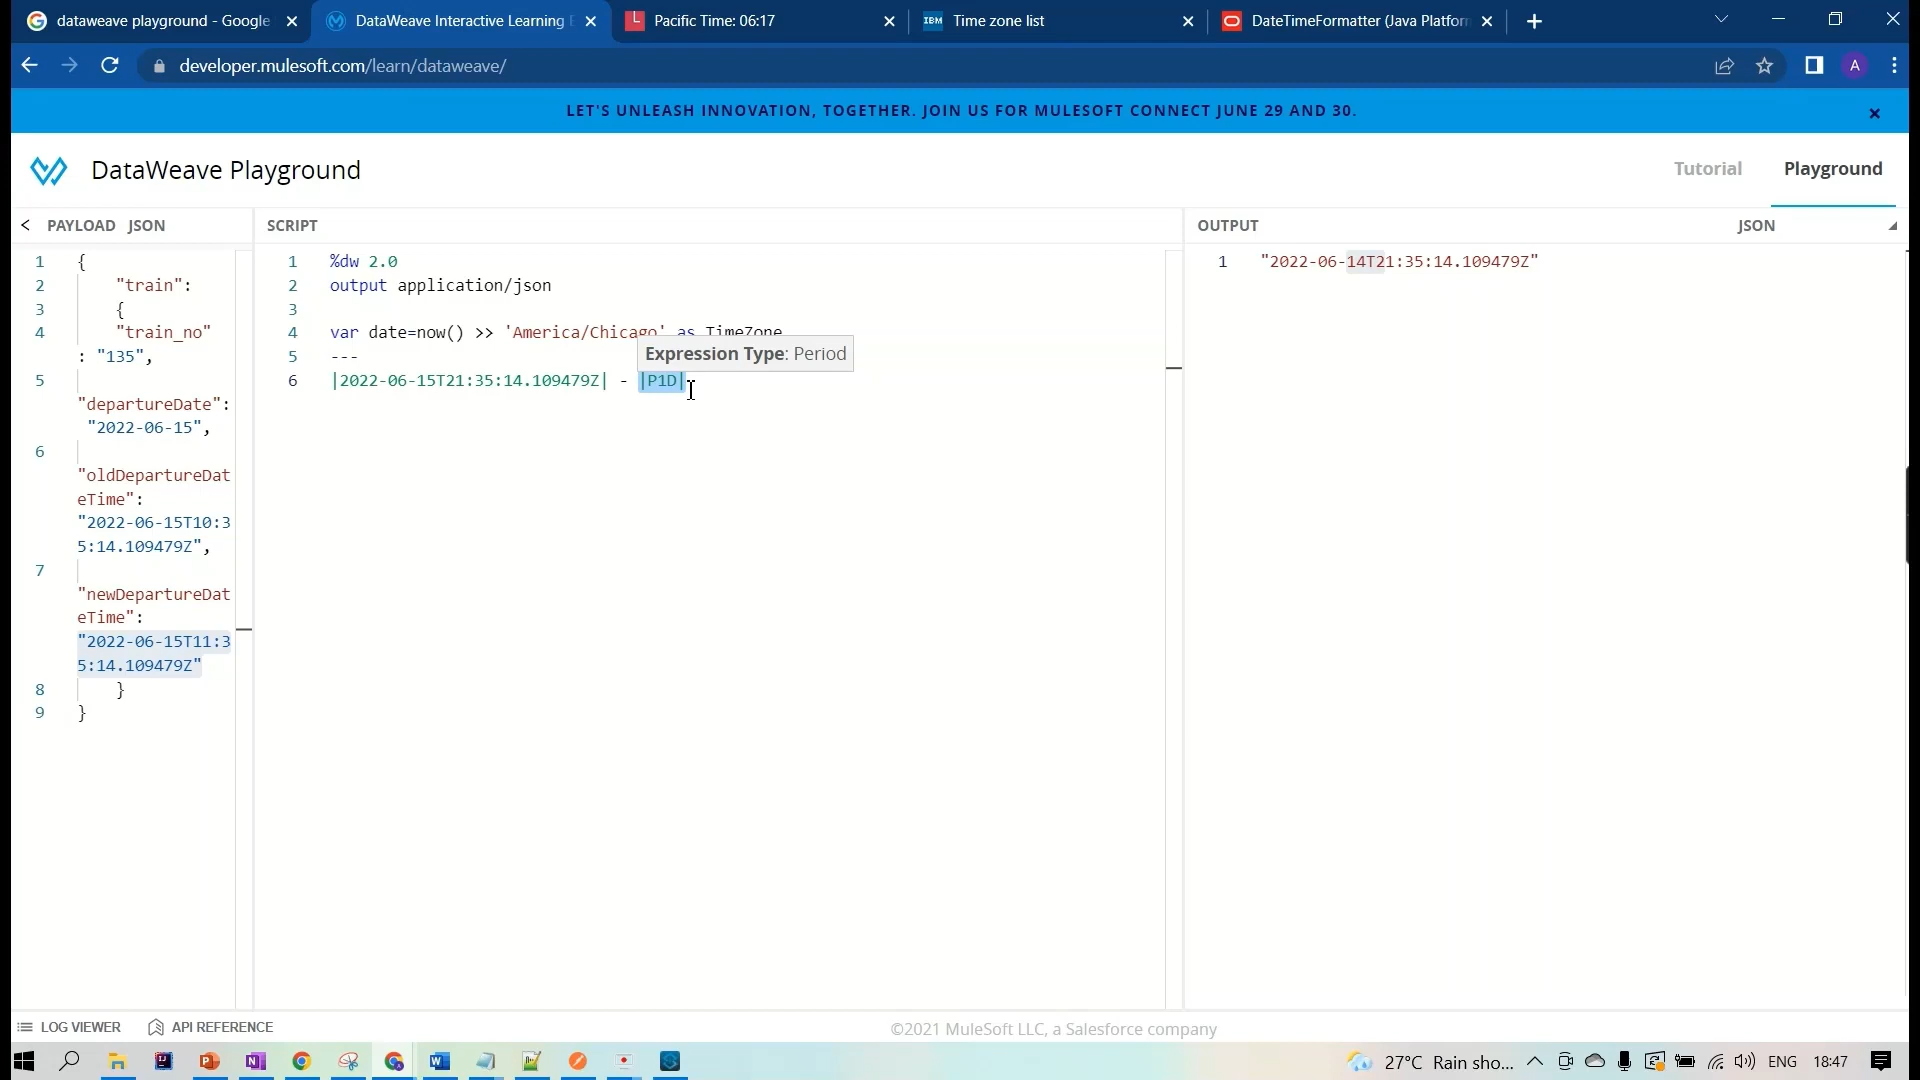 dataweave playground - Google
DataWeave Interactive Learning E
Pacific Time: 06:17
IBM
Time zone list
DateTimeFormatter (Java Platfor
developer.mulesoft.com/learn/dataweave/
A
LET'S UNLEASH INNOVATION, TOGETHER. JOIN US FOR MULESOFT CONNECT JUNE 29 AND 30.
DataWeave Playground
Tutorial
Playground
PAYLOAD JSON
1 {
2 "train":
3 {
4 "train_no"
: "135",
5
"departureDate":
"2022-06-15",
6
"oldDepartureDat
eTime":
"2022-06-15T10:3
5:14.109479Z",
7
"newDepartureDat
eTime":
"2022-06-15T11:3
5:14.109479Z"
8 }
9 }
SCRIPT
1 %dw 2.0
2 output application/json
3
4 var date=now() >> 'America/Chicago' as TimeZone
5 ---
Expression Type: Period
6 |2022-06-15T21:35:14.109479Z| - |P1D|
OUTPUT
JSON
1 "2022-06-14T21:35:14.109479Z"
LOG VIEWER
API REFERENCE
©2021 MuleSoft LLC, a Salesforce company
27°C Rain sho...
ENG
18:47